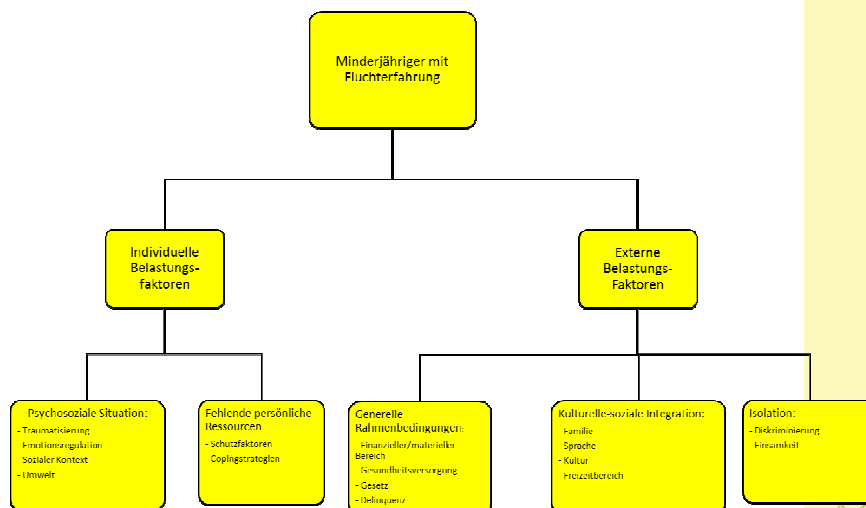 Minderjähriger mit
Fluchterfahrung
Individuelle
Belastungs-
faktoren
Externe
Belastungs-
Faktoren
Psychosoziale Situation:
- Traumatisierung
Emotionsregulation
Sozialer Kontext
- Umwelt
Fehlende persönliche
Ressourcen
- Schutzfaktoren
Copingstrategien
Generelle
Rahmenbedingungen:
Finanzieller/materieller
Bereich
Gesundheitsversorgung
- Gesetz
- Delinquenz
Kulturelle-soziale Integration:
Familie
Sprache
- Kultur
Freizeitbereich
Isolation:
- Diskriminierung
Einsamkeit